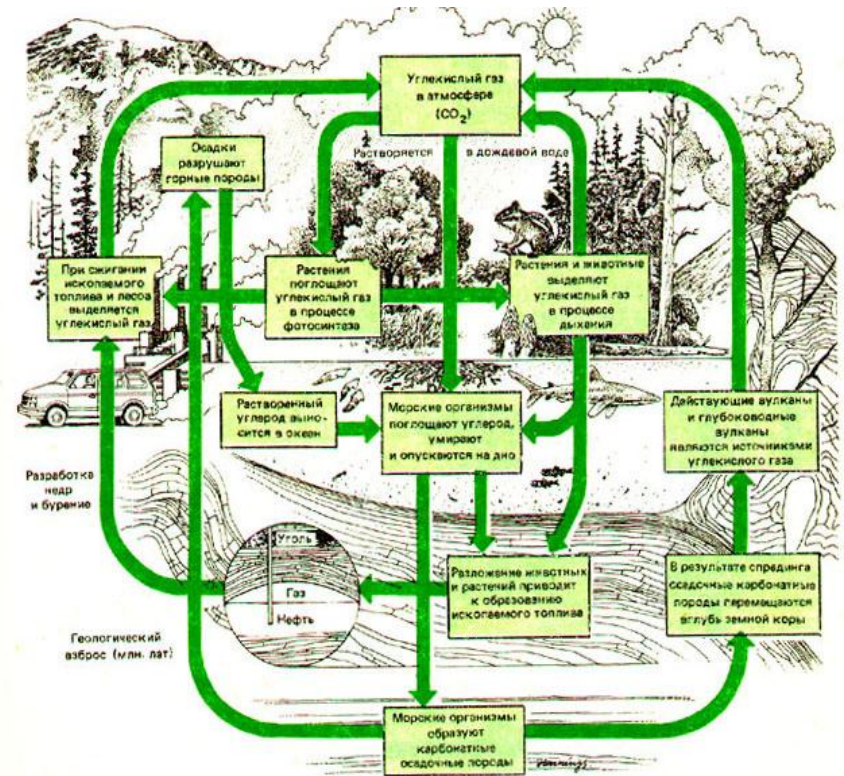 Углекислый газ
в атмосфере
(CO₂)
Осадки
разрушают
горные породы
Растворяется
в дождевой воде
При сжигании
ископаемого
топлива и лесов
выделяется
углекислый газ
Растения
поглощают
углекислый газ
в процессе
фотосинтеза
Растения и животные
выделяют
углекислый газ
в процессе
дыхания
Растворенный
углерод выно-
сится в океан
Морские организмы
поглощают углерод,
умирают
и опускаются на дно
Действующие вулканы
и глубоководные
вулканы
являются источниками
углекислого газа
Разработка
недр
и бурение
Уголь
Газ
Нефть
Разложение животных
и растений приводит
к образованию
ископаемого топлива
В результате спрединга
осадочные карбонатные
породы перемещаются
вглубь земной коры
Геологический
взброс (млн. лат)
Морские организмы
образуют
карбонатные
осадочные породы
Jennings